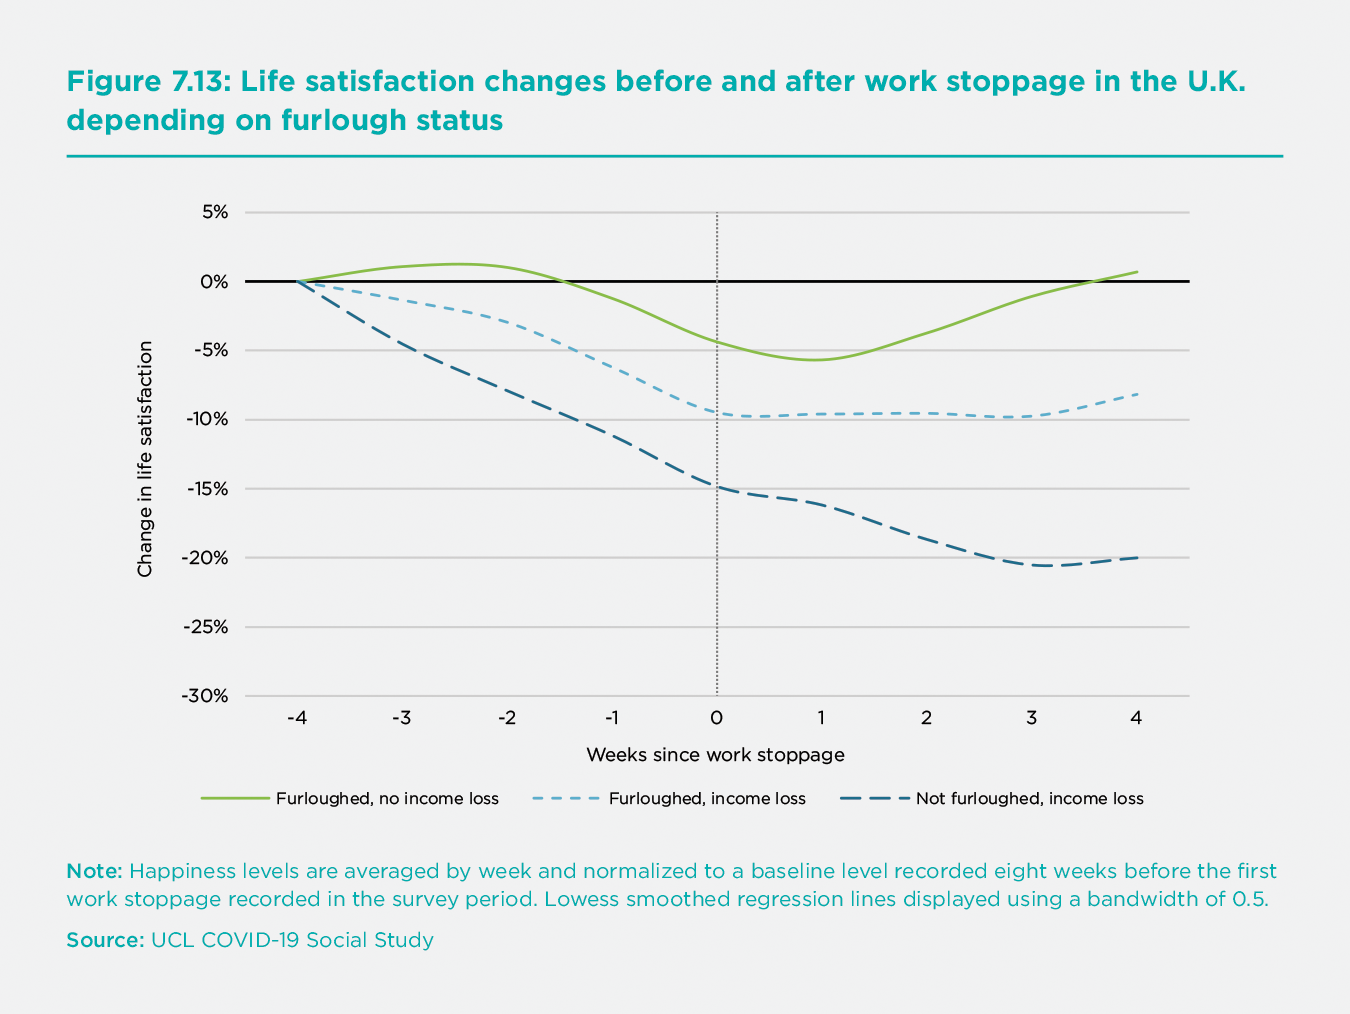 Figure 7.13: Life satisfaction changes before and after work stoppage in the U.K.
depending on furlough status
5%
0%
-5%
-10%
-15%
-20%
-25%
-30%
Change in life satisfaction
-4 -3 -2 -1 0 1 2 3 4
Weeks since work stoppage
Furloughed, no income loss Furloughed, income loss Not furloughed, income loss
Note: Happiness levels are averaged by week and normalized to a baseline level recorded eight weeks before the first
work stoppage recorded in the survey period. Lowess smoothed regression lines displayed using a bandwidth of 0.5.
Source: UCL COVID-19 Social Study